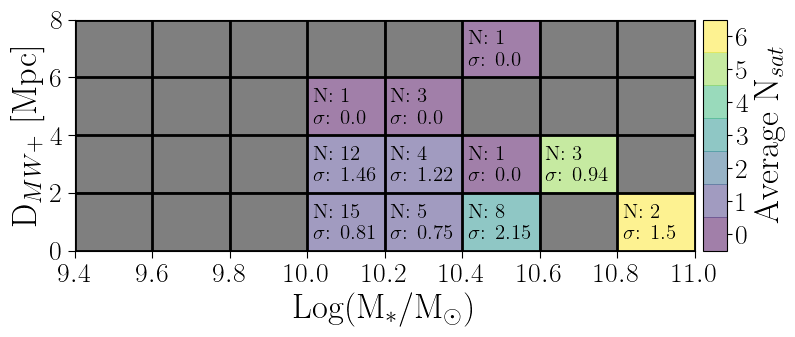 8
6
4
2
0
D_{MW+} [Mpc]
N: 1
σ: 0.0
N: 1
σ: 0.0
N: 3
σ: 0.0
N: 12
σ: 1.46
N: 4
σ: 1.22
N: 1
σ: 0.0
N: 3
σ: 0.94
N: 15
σ: 0.81
N: 5
σ: 0.75
N: 8
σ: 2.15
N: 2
σ: 1.5
9.4 9.6 9.8 10.0 10.2 10.4 10.6 10.8 11.0
Log(M_*/M_⊙)
6
5
4
3
2
1
0
Average N_{sat}